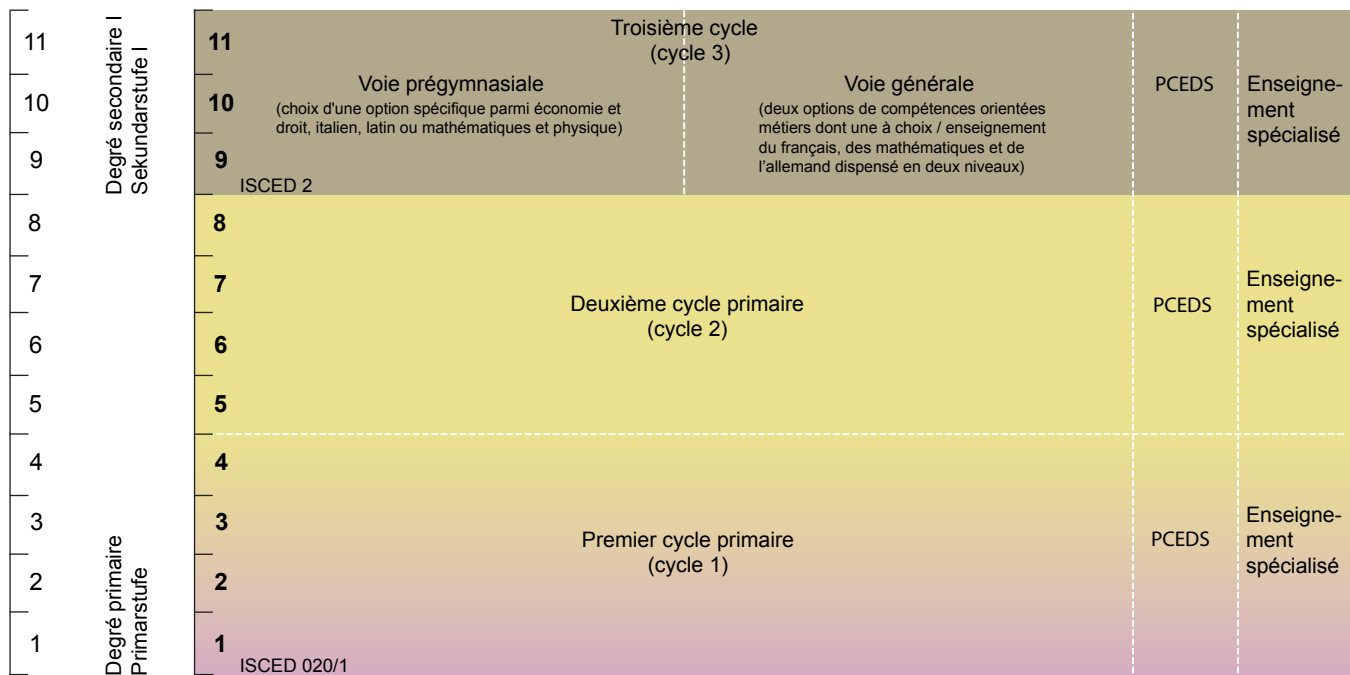 11
10
9
8
7
6
5
4
3
2
1
Degré secondaire I
Sekundarstufe I
Degré primaire
Primarstufe
11
10
9
8
7
6
5
4
3
2
1
Troisième cycle
(cycle 3)
Voie prégymnasiale
(choix d'une option spécifique parmi économie et
droit, italien, latin ou mathématiques et physique)
Voie générale
(deux options de compétences orientées
métiers dont une à choix / enseignement
du français, des mathématiques et de
l’allemand dispensé en deux niveaux)
PCEDS
Enseigne-
ment
spécialisé
ISCED 2
Deuxième cycle primaire
(cycle 2)
PCEDS
Enseigne-
ment
spécialisé
Premier cycle primaire
(cycle 1)
PCEDS
Enseigne-
ment
spécialisé
ISCED 020/1